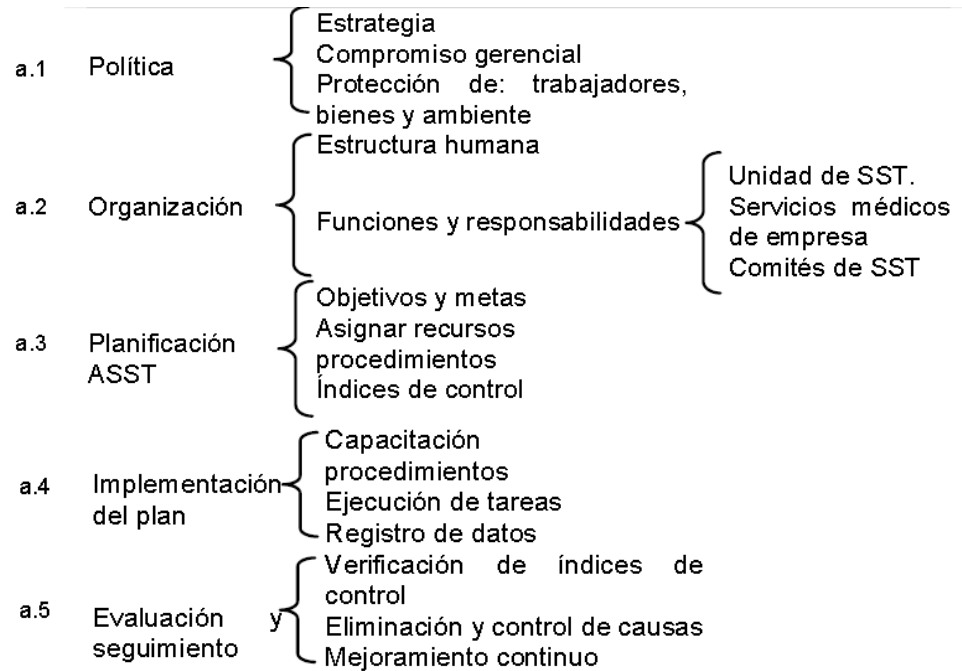 a.1 Política
Estrategia
Compromiso gerencial
Protección de: trabajadores,
bienes y ambiente
a.2 Organización
Estructura humana
Funciones y responsabilidades
Unidad de SST.
Servicios médicos
de empresa
Comités de SST
a.3 Planificación
ASST
Objetivos y metas
Asignar recursos
procedimientos
Índices de control
a.4 Implementación
del plan
Capacitación
procedimientos
Ejecución de tareas
Registro de datos
a.5 Evaluación y
seguimiento
Verificación de índices de
control
Eliminación y control de causas
Mejoramiento continuo